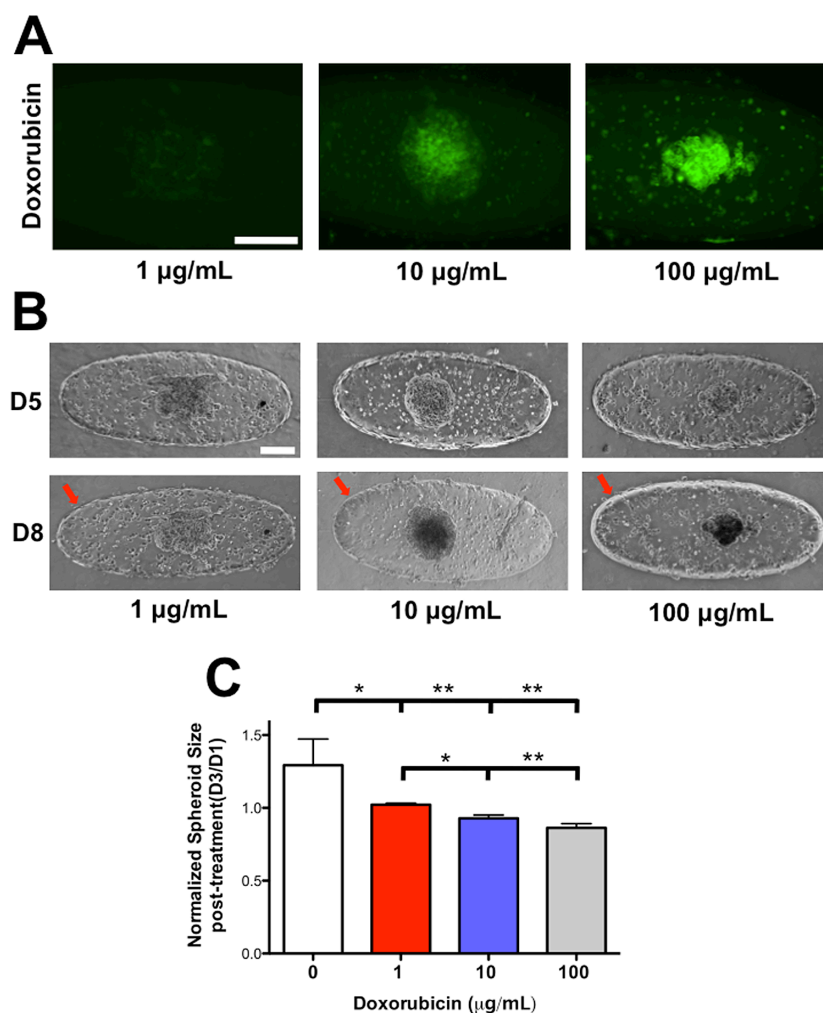 A
Doxorubicin
1 µg/mL 10 µg/mL 100 µg/mL
B
D5
D8
1 µg/mL 10 µg/mL 100 µg/mL
C
* ** **
* **
Normalized Spheroid Size
post-treatment(D3/D1)
1.5
1.0
0.5
0.0
0 1 10 100
Doxorubicin (µg/mL)